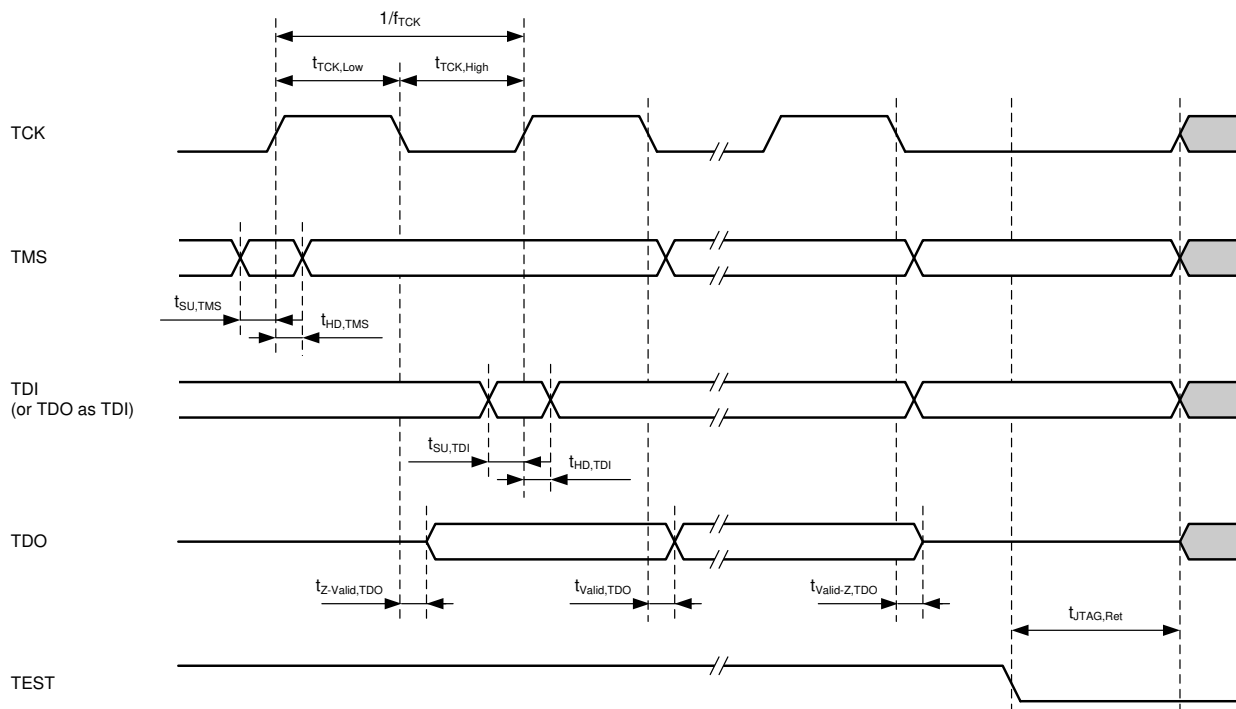 1/fTCK
tTCK,Low
tTCK,High
TCK
TMS
tSU,TMS
tHD,TMS
TDI
(or TDO as TDI)
tSU,TDI
tHD,TDI
TDO
tZ-Valid,TDO
tValid,TDO
tValid-Z,TDO
tJTAG,Ret
TEST